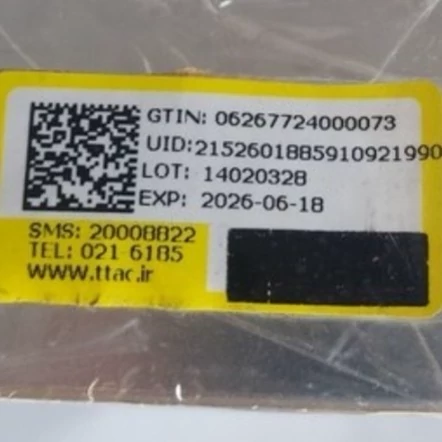 GTIN: 06267724000073
UID:2152601885910921990
LOT: 14020328
EXP: 2026-06-18
SMS: 20008822
TEL: 021 6185
www.ttac.ir